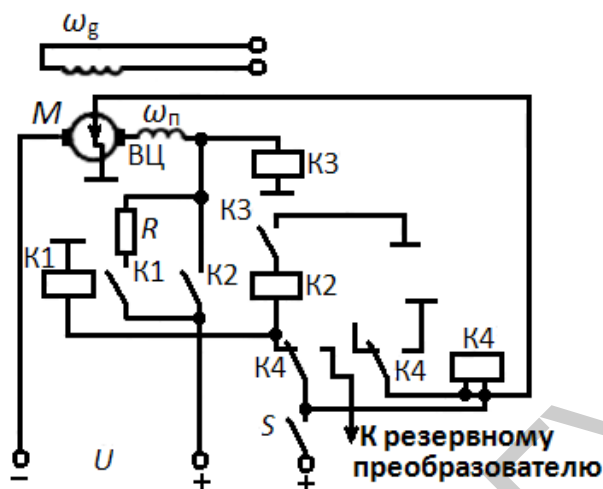 ωg
M
ωп
ВЦ
К3
R
К3
К1
К1
К2
К2
К4
К4
К4
S
К резервному
преобразователю
– U + +